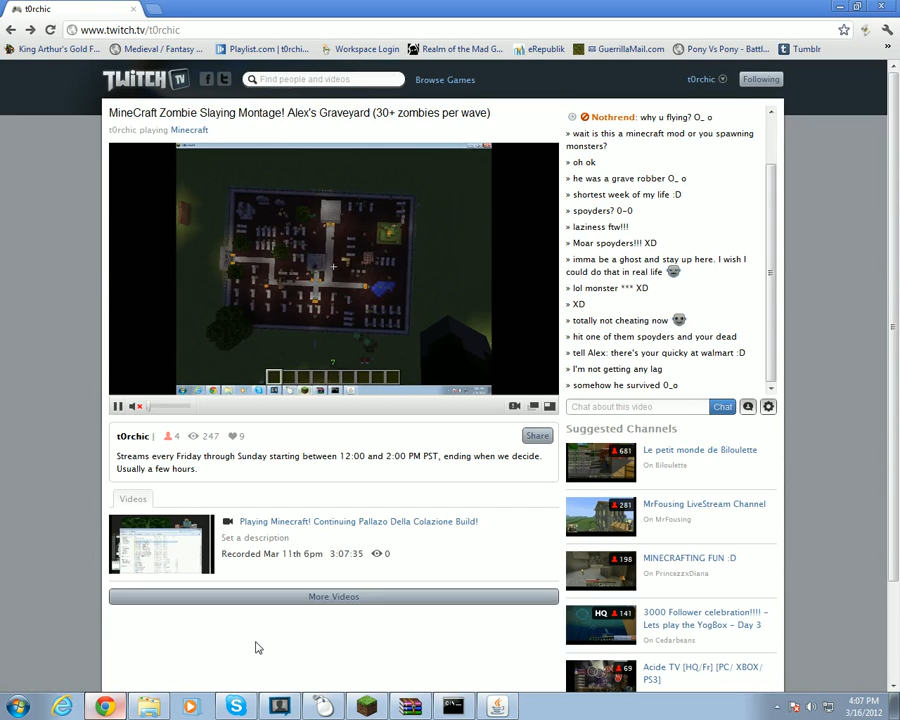 t0rchic
www.twitch.tv/t0rchic
King Arthur's Gold F...
Medieval / Fantasy ...
Playlist.com | t0rchi...
Workspace Login
Realm of the Mad G...
eRepublik
GuerrillaMail.com
Pony Vs Pony - Battl...
Tumblr
TWiTCH TV
Find people and videos
Browse Games
t0rchic
Following
MineCraft Zombie Slaying Montage! Alex's Graveyard (30+ zombies per wave)
t0rchic playing Minecraft
7
t0rchic | 4 247 9
Share
Streams every Friday through Sunday starting between 12:00 and 2:00 PM PST, ending when we decide.
Usually a few hours.
Videos
Playing Minecraft! Continuing Pallazo Della Colazione Build!
Set a description
Recorded Mar 11th 6pm 3:07:35 0
More Videos
Nothrend: why u flying? O_ o
» wait is this a minecraft mod or you spawning
monsters?
» oh ok
» he was a grave robber O_ o
» shortest week of my life :D
» spoyders? 0-0
» laziness ftw!!!
» Moar spoyders!!! XD
» imma be a ghost and stay up here. I wish I
could do that in real life
» lol monster *** XD
» XD
» totally not cheating now
» hit one of them spoyders and your dead
» tell Alex: there's your quicky at walmart :D
» I'm not getting any lag
» somehow he survived 0_o
Chat about this video
Chat
Suggested Channels
681
Le petit monde de Biloulette
On Biloulette
281
MrFousing LiveStream Channel
On MrFousing
198
MINECRAFTING FUN :D
On PrincezzxDiana
HQ 141
3000 Follower celebration!!!! -
Lets play the YogBox - Day 3
On Cedarbeans
69
Acide TV [HQ/Fr] [PC/ XBOX/
PS3]
4:07 PM
3/16/2012